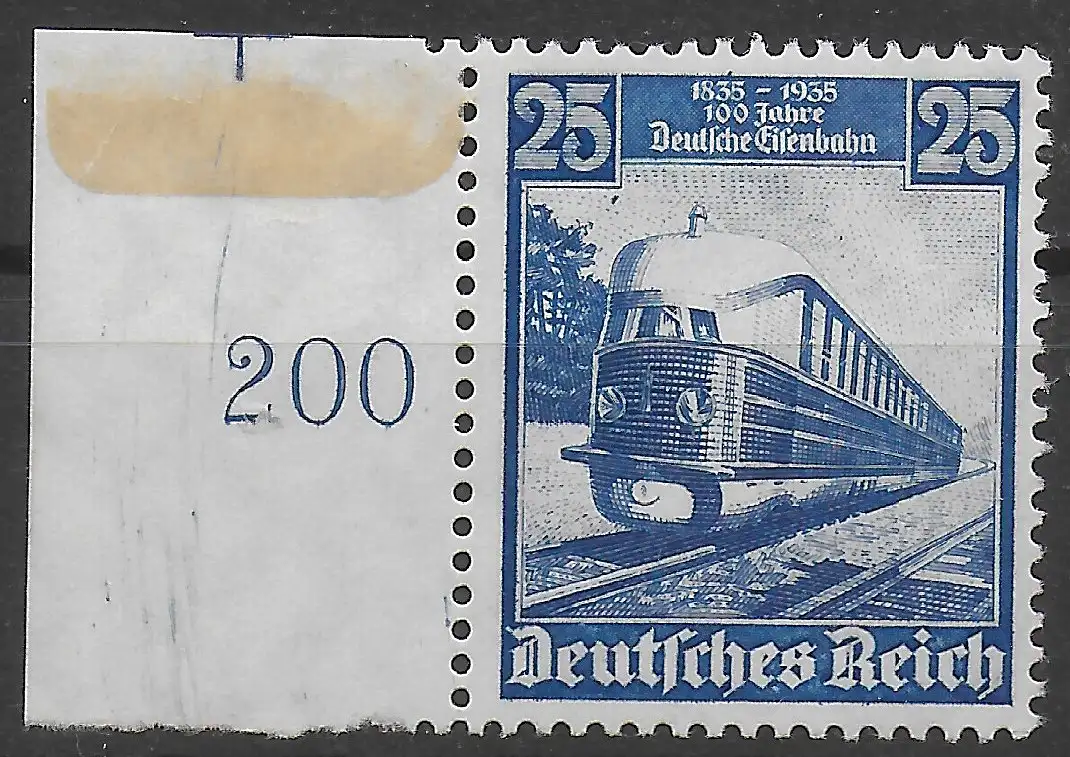 25
1835 - 1935
100 Jahre
Deutsche Eisenbahn
25
200
Deutsches Reich